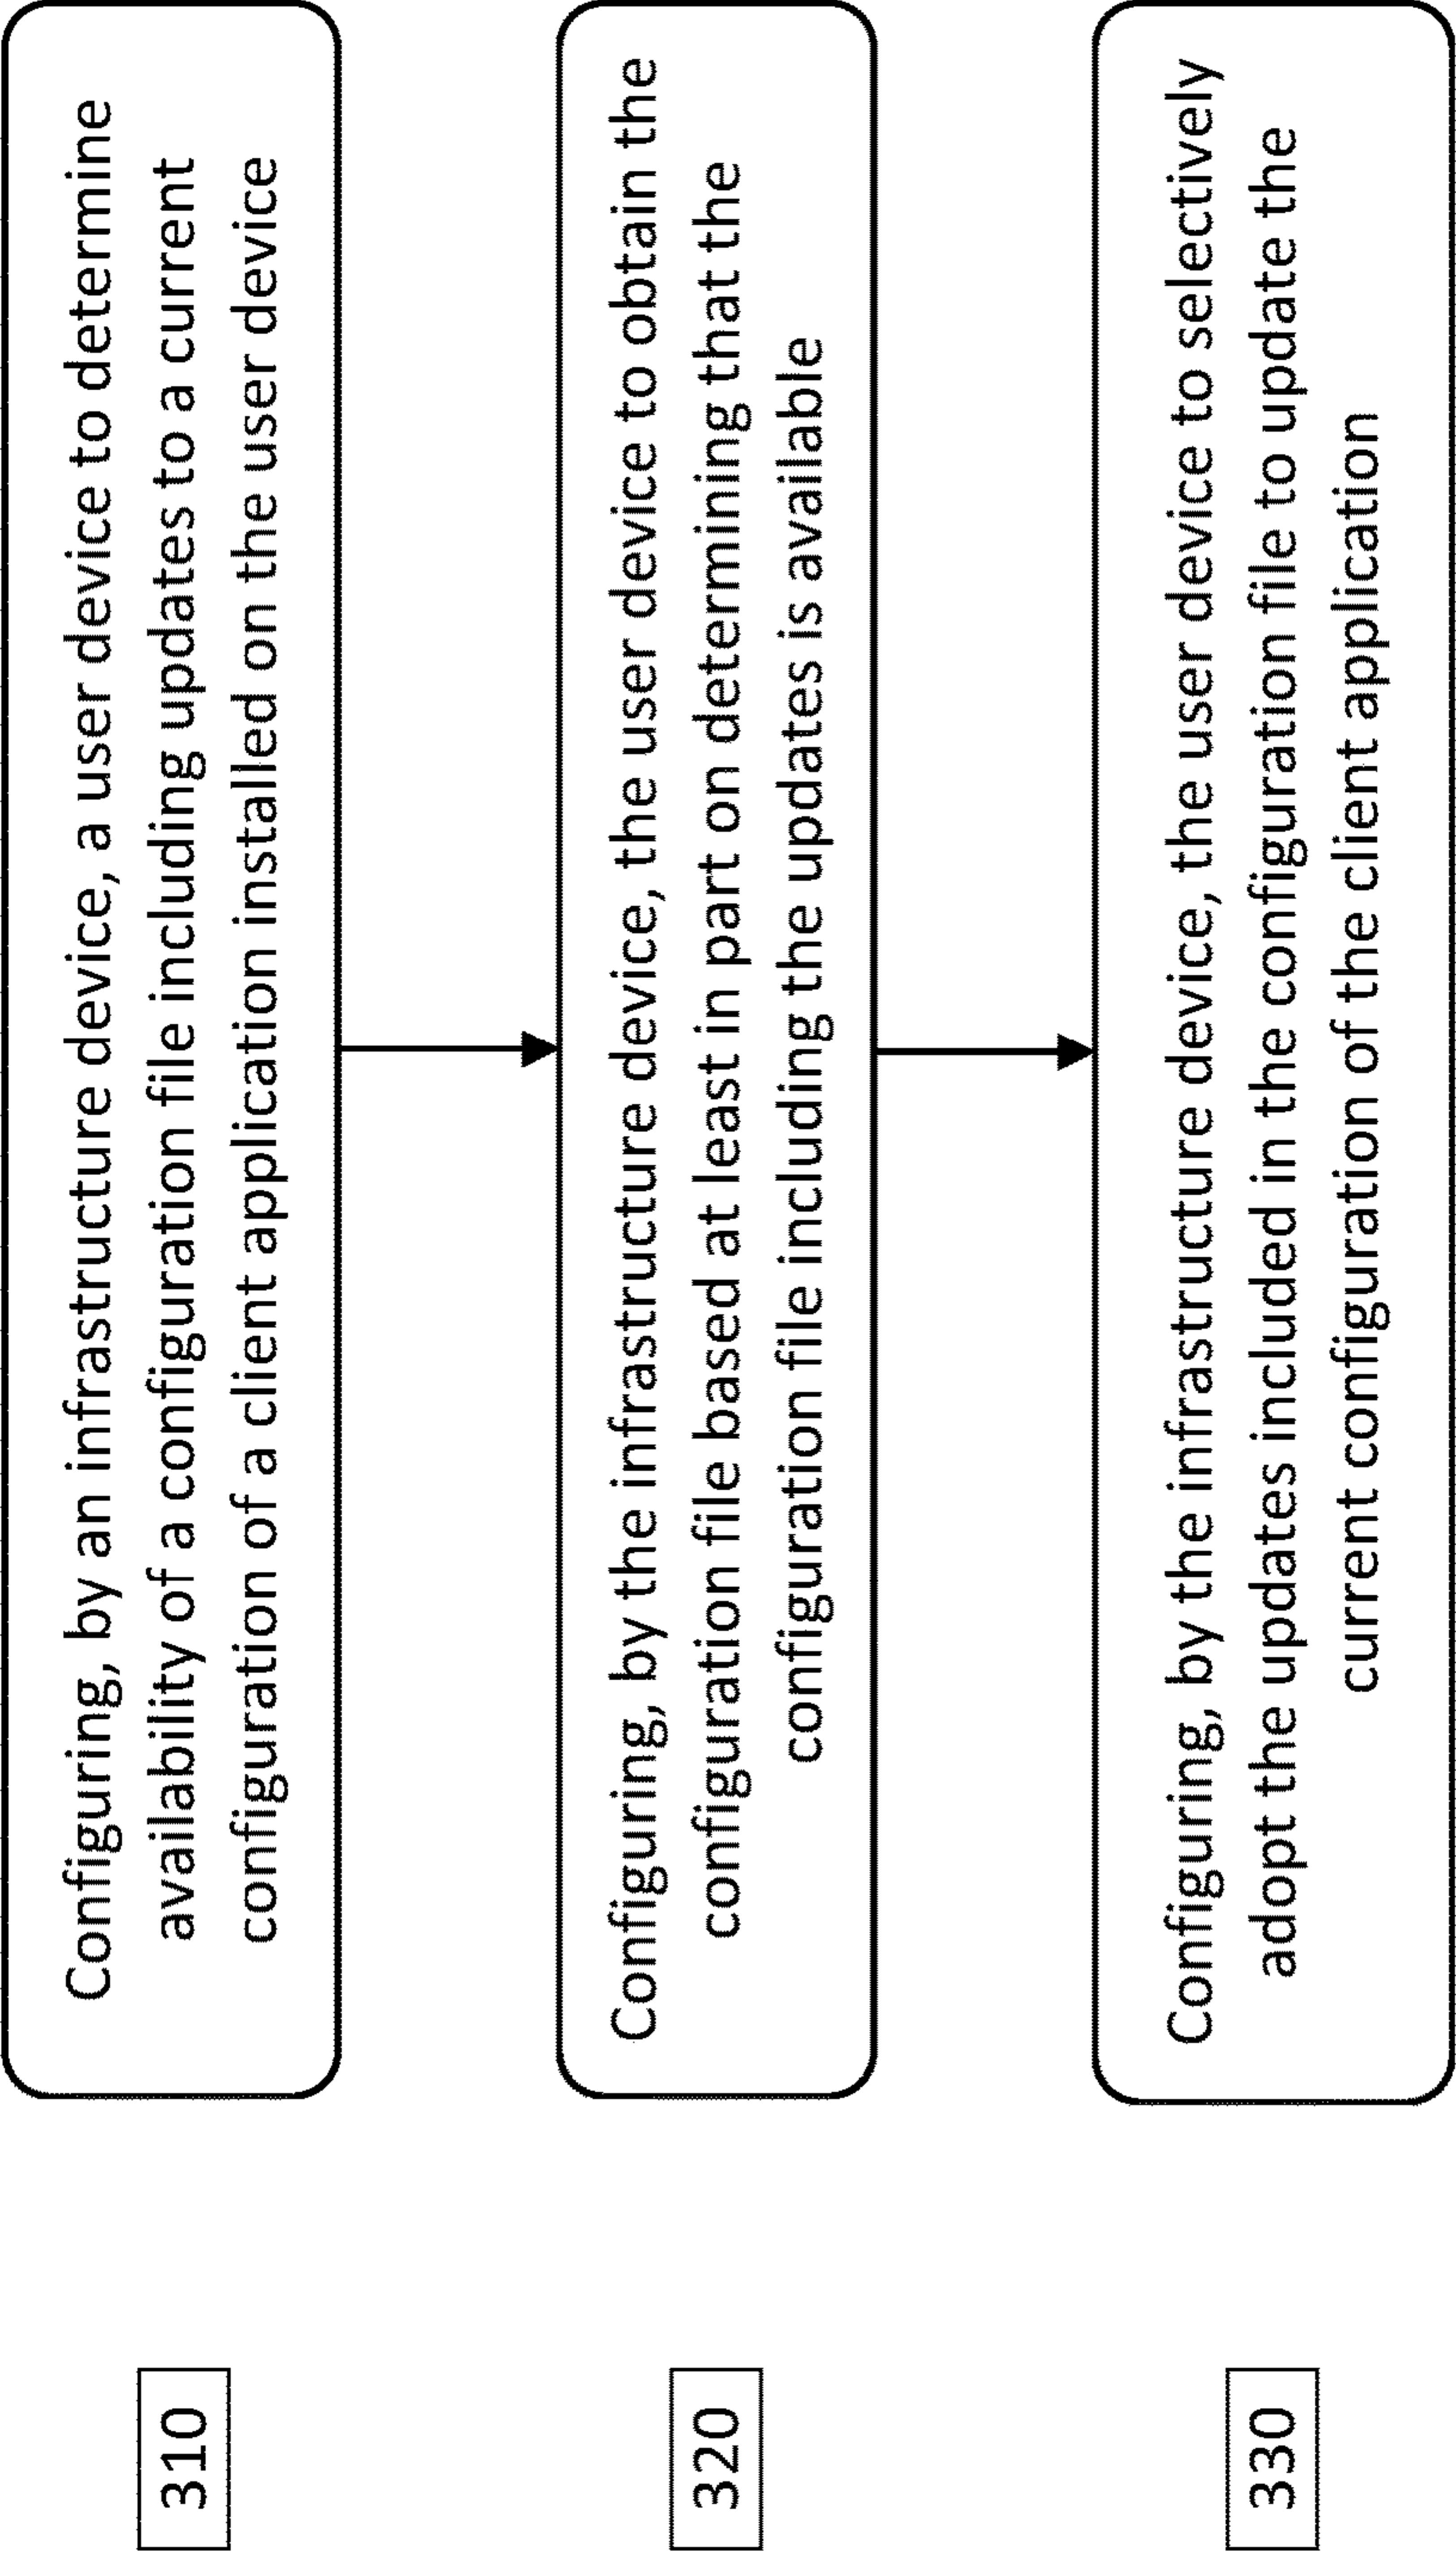 310
Configuring, by an infrastructure device, a user device to determine
availability of a configuration file including updates to a current
configuration of a client application installed on the user device
320
Configuring, by the infrastructure device, the user device to obtain the
configuration file based at least in part on determining that the
configuration file including the updates is available
330
Configuring, by the infrastructure device, the user device to selectively
adopt the updates included in the configuration file to update the
current configuration of the client application